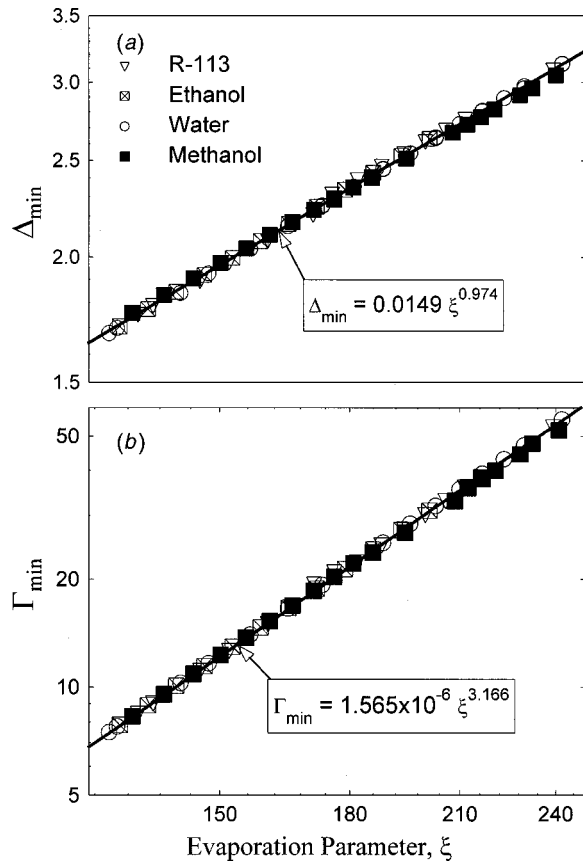 3.5
(a)
R-113
3.0
Ethanol
Water
2.5
Methanol
Δmin
2.0
Δmin = 0.0149 ξ^0.974
1.5
50
(b)
Γmin
20
10
Γmin = 1.565x10^-6 ξ^3.166
5
150 180 210 240
Evaporation Parameter, ξ